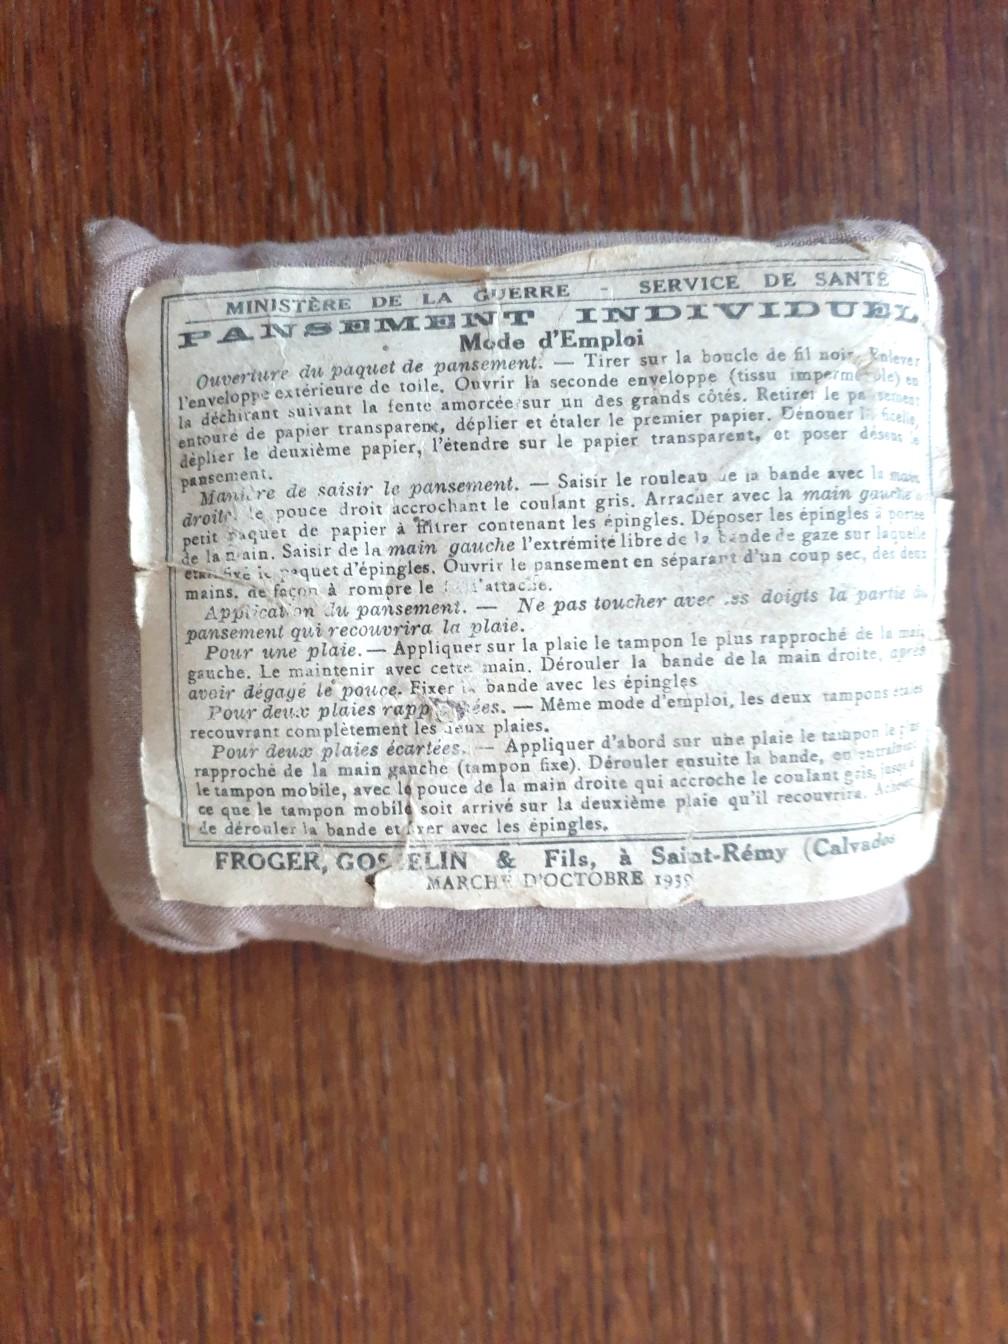 MINISTÈRE DE LA GUERRE - SERVICE DE SANTÉ
PANSEMENT INDIVIDUEL
Mode d'Emploi
Ouverture du paquet de pansement. — Tirer sur la boucle de fil noir. Enlever
l'enveloppe extérieure de toile. Ouvrir la seconde enveloppe (tissu imperméable) en
la déchirant suivant la fente amorcée sur un des grands côtés. Retirer le pansement
entouré de papier transparent, déplier et étaler le premier papier. Dénouer la ficelle,
déplier le deuxième papier, l'étendre sur le papier transparent, et poser dessus le
pansement.
Manière de saisir le pansement. — Saisir le rouleau de la bande avec la main
droite, le pouce droit accrochant le coulant gris. Arracher avec la main gauche
petit paquet de papier à filtrer contenant les épingles. Déposer les épingles à portée
de la main. Saisir de la main gauche l'extrémité libre de la bande de gaze sur laquelle
était fixé le paquet d'épingles. Ouvrir le pansement en séparant d'un coup sec, des deux
mains, de façon à rompre le d'attache.
Application du pansement. — Ne pas toucher avec les doigts la partie du
pansement qui recouvrira la plaie.
Pour une plaie. — Appliquer sur la plaie le tampon le plus rapproché de la main
gauche. Le maintenir avec cette main. Dérouler la bande de la main droite, après
avoir dégagé le pouce. Fixer la bande avec les épingles
Pour deux plaies — Même mode d'emploi, les deux tampons étalés
recouvrant complètement les deux plaies.
Pour deux plaies écartées. — Appliquer d'abord sur une plaie le tampon le plus
rapproché de la main gauche (tampon fixe). Dérouler ensuite la bande, en entraînant
le tampon mobile, avec le pouce de la main droite qui accroche le coulant gris, jusqu'à
ce que le tampon mobile soit arrivé sur la deuxième plaie qu'il recouvrira. Achever
de dérouler la bande et fixer avec les épingles.
FROGER, GOSSELIN & Fils, à Saint-Rémy (Calvados
MARCHÉ D'OCTOBRE 1939